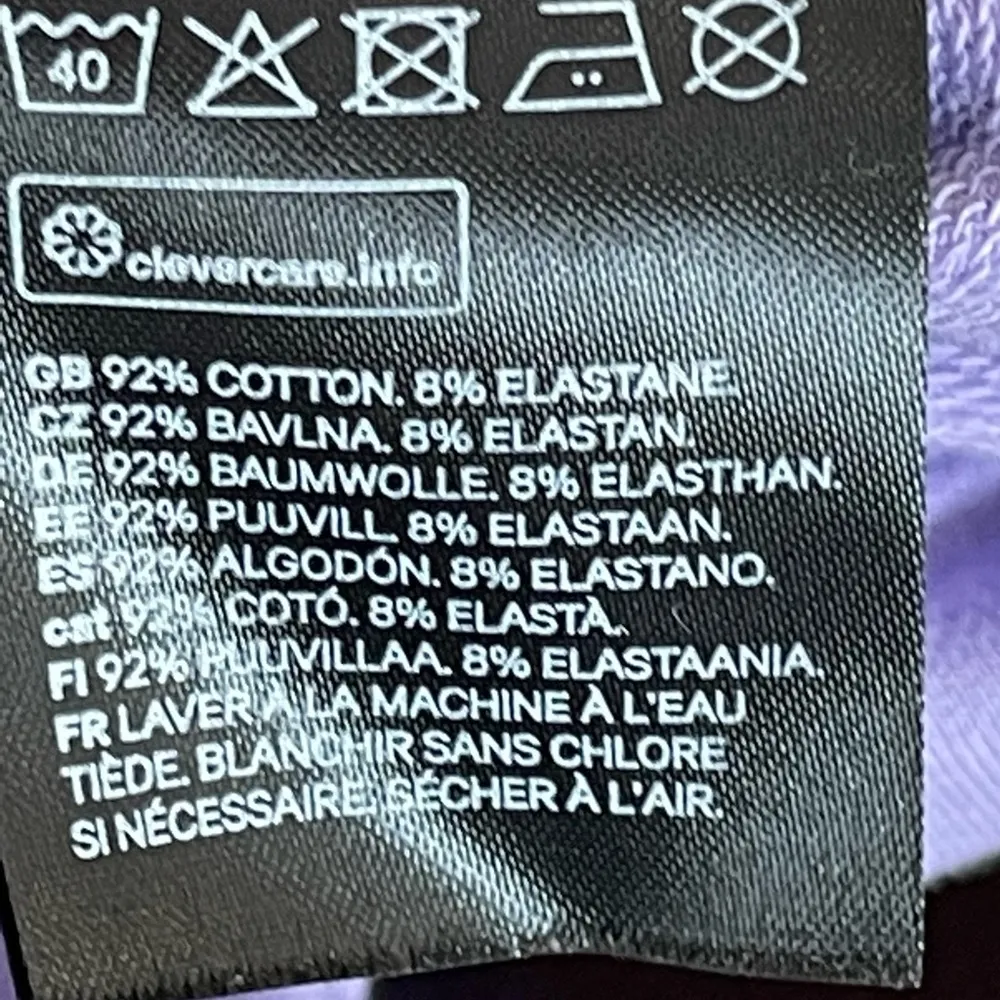 40
clevercare.info
GB 92% COTTON. 8% ELASTANE.
CZ 92% BAVLNA. 8% ELASTAN.
DE 92% BAUMWOLLE. 8% ELASTHAN.
EE 92% PUUVILL. 8% ELASTAAN.
ES 92% ALGODÓN. 8% ELASTANO.
cat 92% COTÓ. 8% ELASTÀ.
FI 92% PUUVILLAA. 8% ELASTAANIA.
FR LAVER À LA MACHINE À L'EAU
TIÈDE. BLANCHIR SANS CHLORE
SI NÉCESSAIRE. SÉCHER À L'AIR.